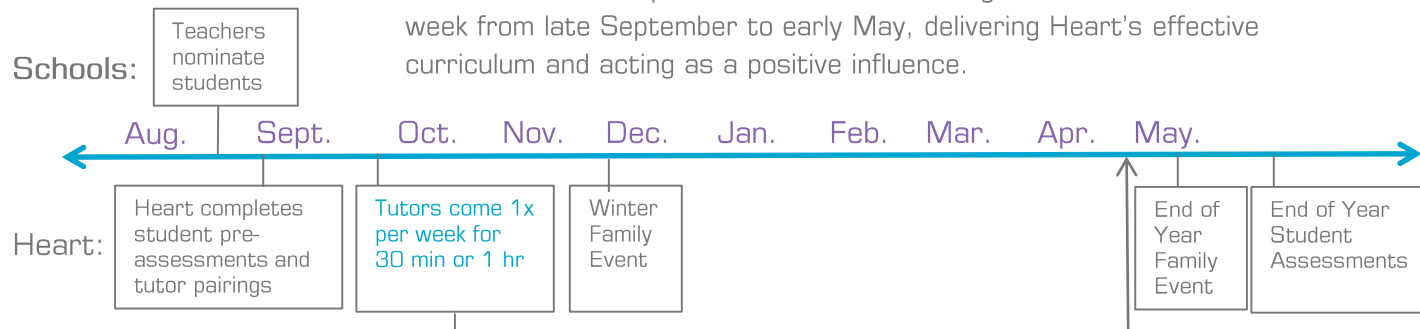 week from late September to early May, delivering Heart's effective
curriculum and acting as a positive influence.
Schools:
Teachers
nominate
students
Aug. Sept. Oct. Nov. Dec. Jan. Feb. Mar. Apr. May.
Heart:
Heart completes
student pre-
assessments and
tutor pairings
Tutors come 1x
per week for
30 min or 1 hr
Winter
Family
Event
End of
Year
Family
Event
End of Year
Student
Assessments